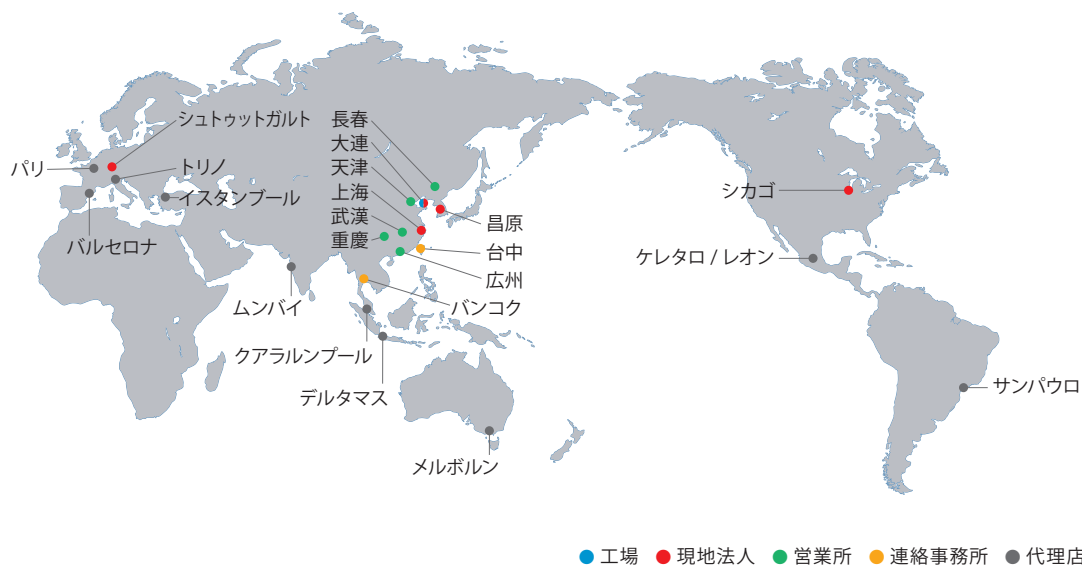 シュトゥットガルト
長春
大連
パリ
トリノ
天津
シカゴ
イスタンブール
上海
武漢
昌原
バルセロナ
重慶
台中
ケレタロ / レオン
広州
ムンバイ
バンコク
クアラルンプール
デルタマス
サンパウロ
メルボルン
工場 現地法人 営業所 連絡事務所 代理店